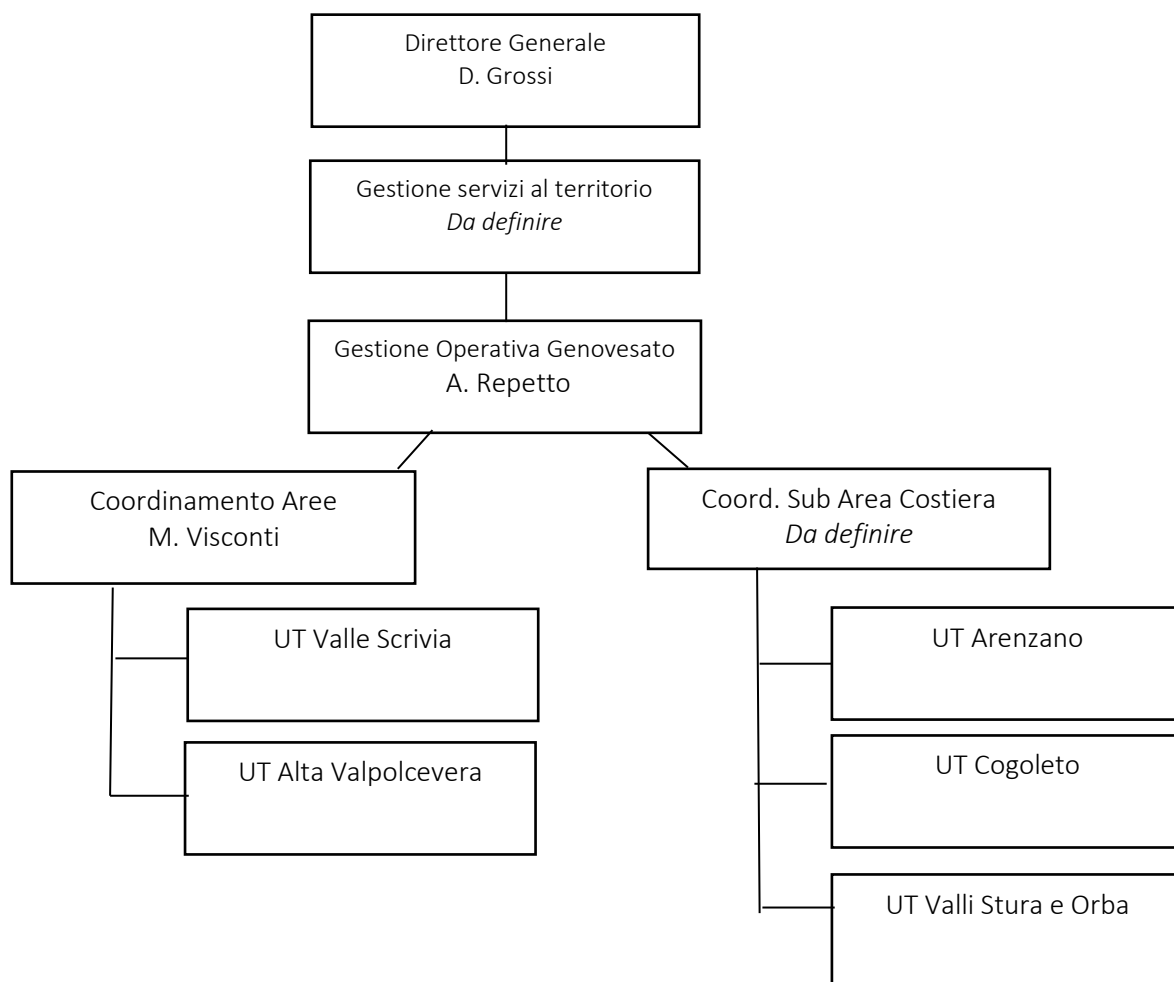 Direttore Generale
D. Grossi
Gestione servizi al territorio
Da definire
Gestione Operativa Genovesato
A. Repetto
Coordinamento Aree
M. Visconti
Coord. Sub Area Costiera
Da definire
UT Valle Scrivia
UT Alta Valpolcevera
UT Arenzano
UT Cogoleto
UT Valli Stura e Orba